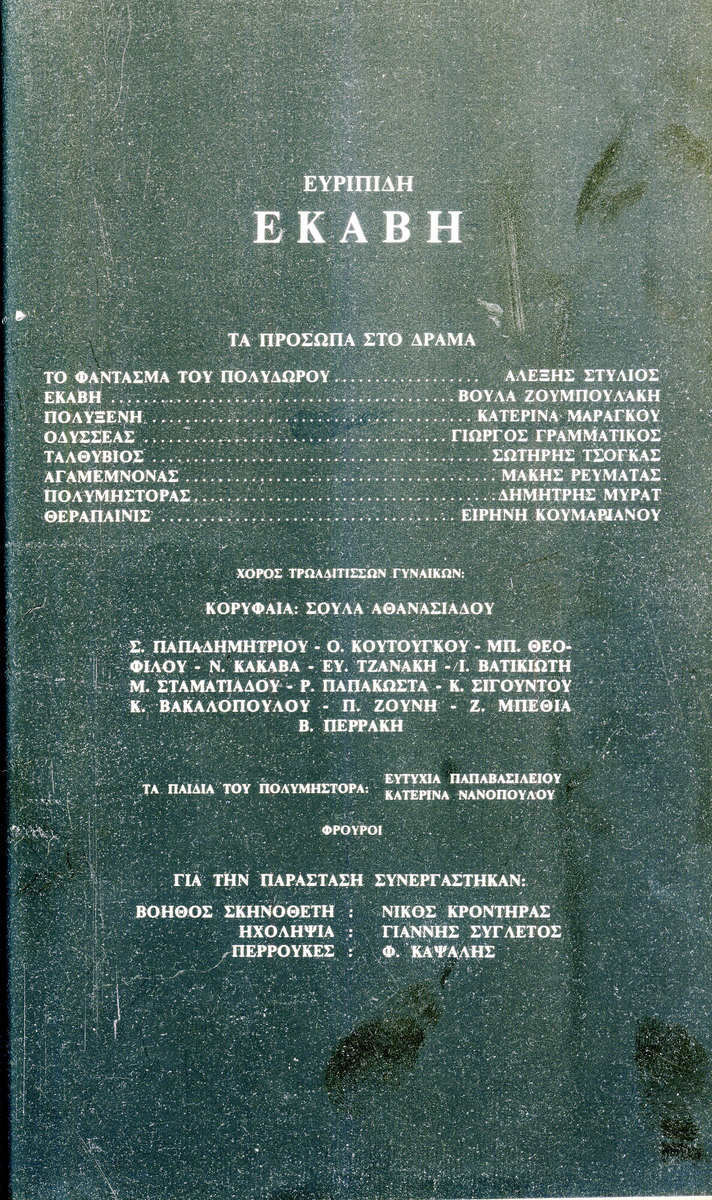 ΕΥΡΙΠΙΔΗ
ΕΚΑΒΗ
ΤΑ ΠΡΟΣΩΠΑ ΣΤΟ ΔΡΑΜΑ
ΤΟ ΦΑΝΤΑΣΜΑ ΤΟΥ ΠΟΛΥΔΩΡΟΥ.................. ΑΛΕΞΗΣ ΣΤΥΛΙΟΣ
ΕΚΑΒΗ .......................................... ΒΟΥΛΑ ΖΟΥΜΠΟΥΛΑΚΗ
ΠΟΛΥΞΕΝΗ...................................... ΚΑΤΕΡΙΝΑ ΜΑΡΑΓΚΟΥ
ΟΔΥΣΣΕΑΣ .................................. ΓΙΩΡΓΟΣ ΓΡΑΜΜΑΤΙΚΟΣ
ΤΑΛΘΥΒΙΟΣ ...................................... ΣΩΤΗΡΗΣ ΤΣΟΓΚΑΣ
ΑΓΑΜΕΜΝΟΝΑΣ .................................. ΜΑΚΗΣ ΡΕΥΜΑΤΑΣ
ΠΟΛΥΜΗΣΤΟΡΑΣ.................................. ΔΗΜΗΤΡΗΣ ΜΥΡΑΤ
ΘΕΡΑΠΑΙΝΙΣ .................................. ΕΙΡΗΝΗ ΚΟΥΜΑΡΙΑΝΟΥ
ΧΟΡΟΣ ΤΡΩΑΔΙΤΙΣΣΩΝ ΓΥΝΑΙΚΩΝ:
ΚΟΡΥΦΑΙΑ: ΣΟΥΛΑ ΑΘΑΝΑΣΙΑΔΟΥ
Σ. ΠΑΠΑΔΗΜΗΤΡΙΟΥ - Ο. ΚΟΥΤΟΥΓΚΟΥ - ΜΠ. ΘΕΟ-
ΦΙΛΟΥ - Ν. ΚΑΚΑΒΑ - ΕΥ. ΤΖΑΝΑΚΗ - Ι. ΒΑΤΙΚΙΩΤΗ
Μ. ΣΤΑΜΑΤΙΑΔΟΥ - Ρ. ΠΑΠΑΚΩΣΤΑ - Κ. ΣΙΓΟΥΝΤΟΥ
Κ. ΒΑΚΑΛΟΠΟΥΛΟΥ - Π. ΖΟΥΝΗ - Ζ. ΜΠΕΘΙΑ
Β. ΠΕΡΡΑΚΗ
ΤΑ ΠΑΙΔΙΑ ΤΟΥ ΠΟΛΥΜΗΣΤΟΡΑ: ΕΥΤΥΧΙΑ ΠΑΠΑΒΑΣΙΛΕΙΟΥ
ΚΑΤΕΡΙΝΑ ΝΑΝΟΠΟΥΛΟΥ
ΦΡΟΥΡΟΙ
ΓΙΑ ΤΗΝ ΠΑΡΑΣΤΑΣΗ ΣΥΝΕΡΓΑΣΤΗΚΑΝ:
ΒΟΗΘΟΣ ΣΚΗΝΟΘΕΤΗ : ΝΙΚΟΣ ΚΡΟΝΤΗΡΑΣ
ΗΧΟΛΗΨΙΑ : ΓΙΑΝΝΗΣ ΣΥΓΛΕΤΟΣ
ΠΕΡΡΟΥΚΕΣ : Φ. ΚΑΨΑΛΗΣ